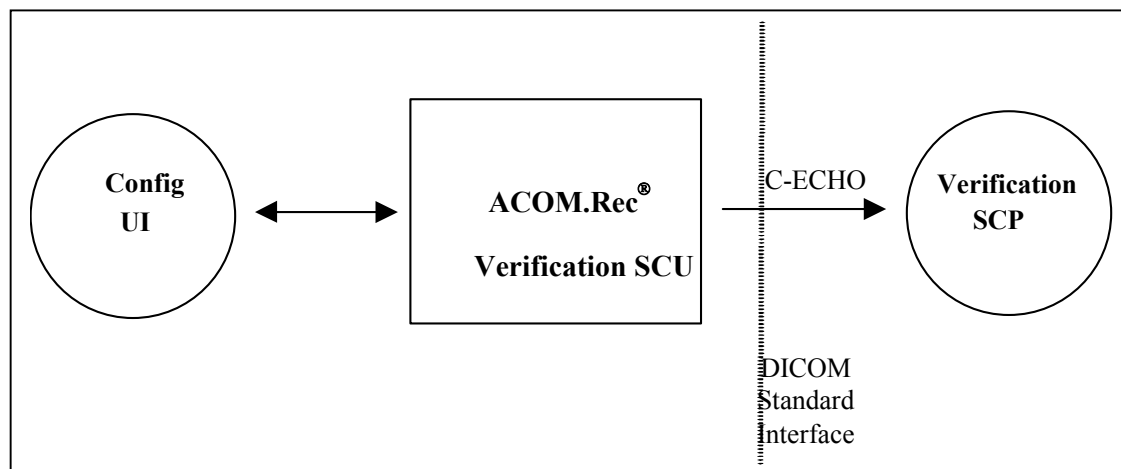 Config
UI
ACOM.Rec®
Verification SCU
C-ECHO
Verification
SCP
DICOM
Standard
Interface